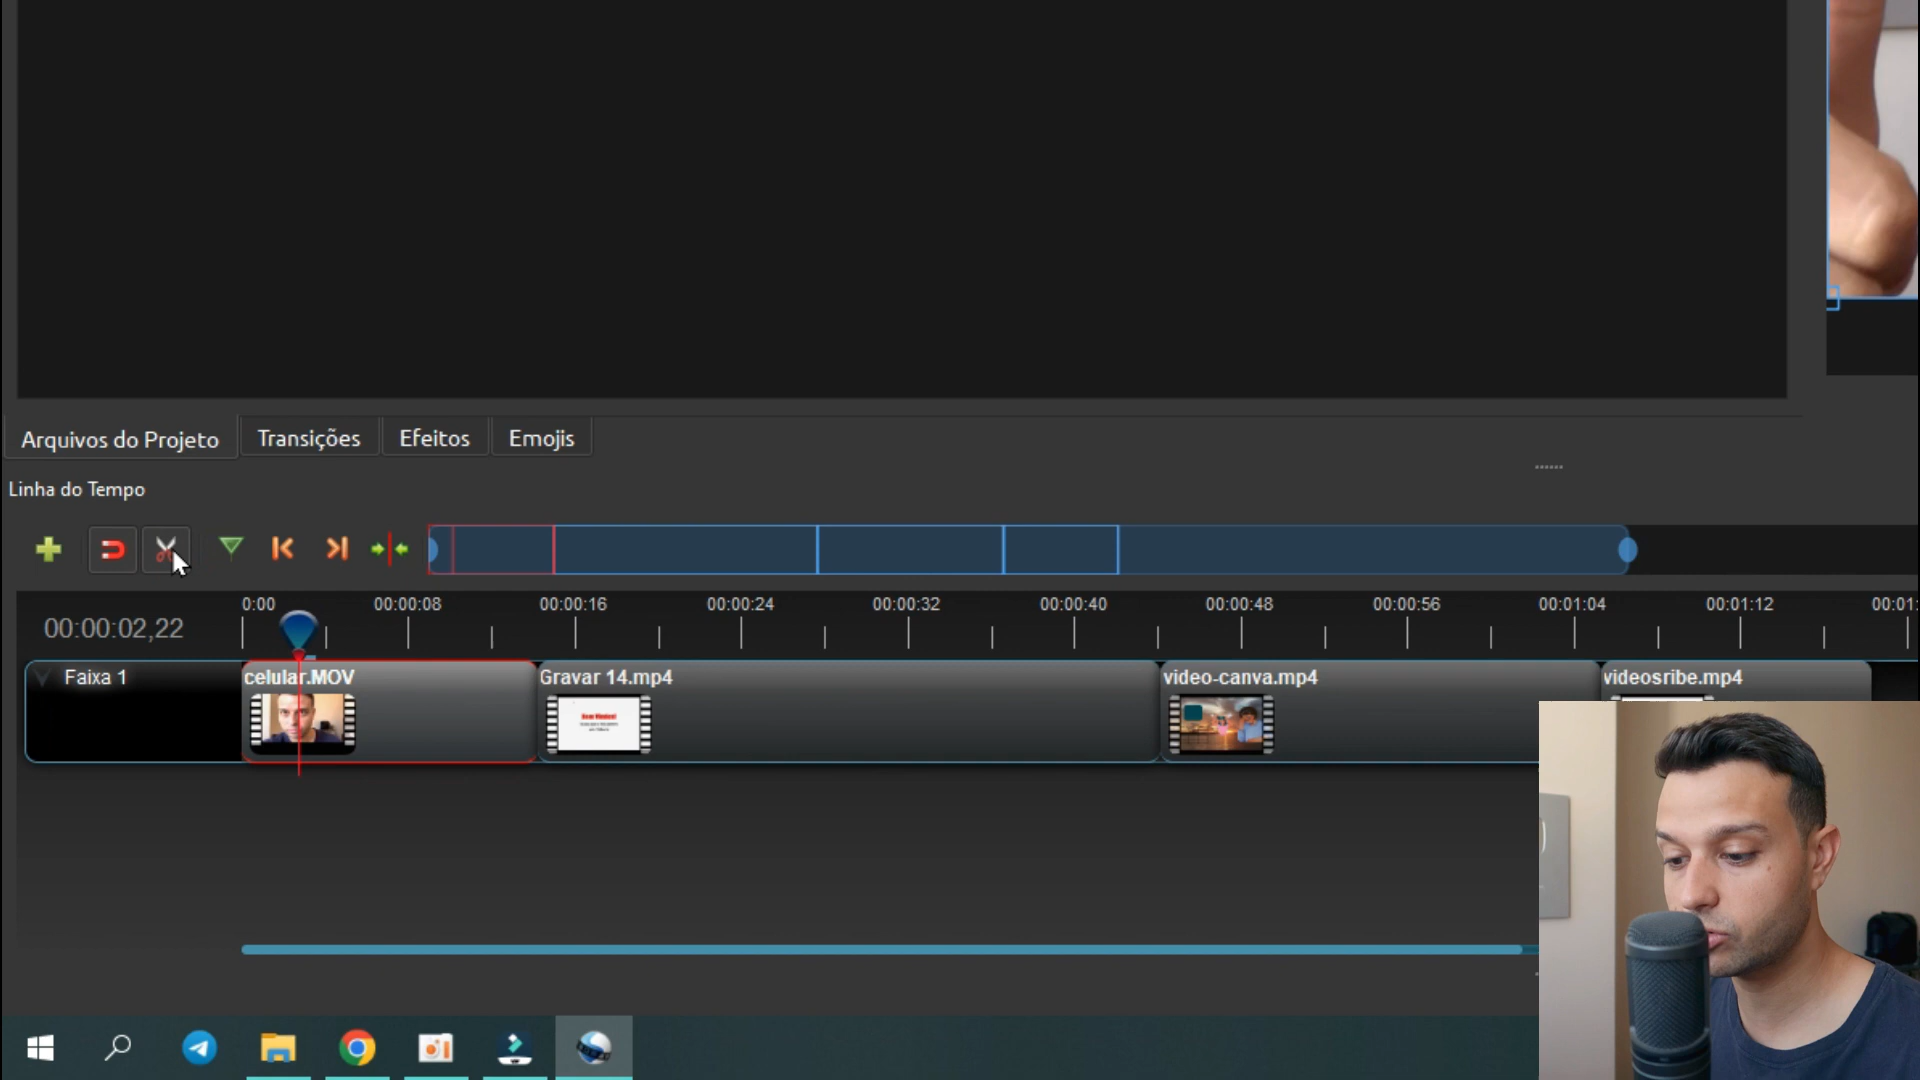 Arquivos do Projeto
Transições
Efeitos
Emojis
Linha do Tempo
0:00
00:00:08
00:00:16
00:00:24
00:00:32
00:00:40
00:00:48
00:00:56
00:01:04
00:01:12
00:01:
00:00:02,22
Faixa 1
celular.MOV
Gravar 14.mp4
video-canva.mp4
videosribe.mp4